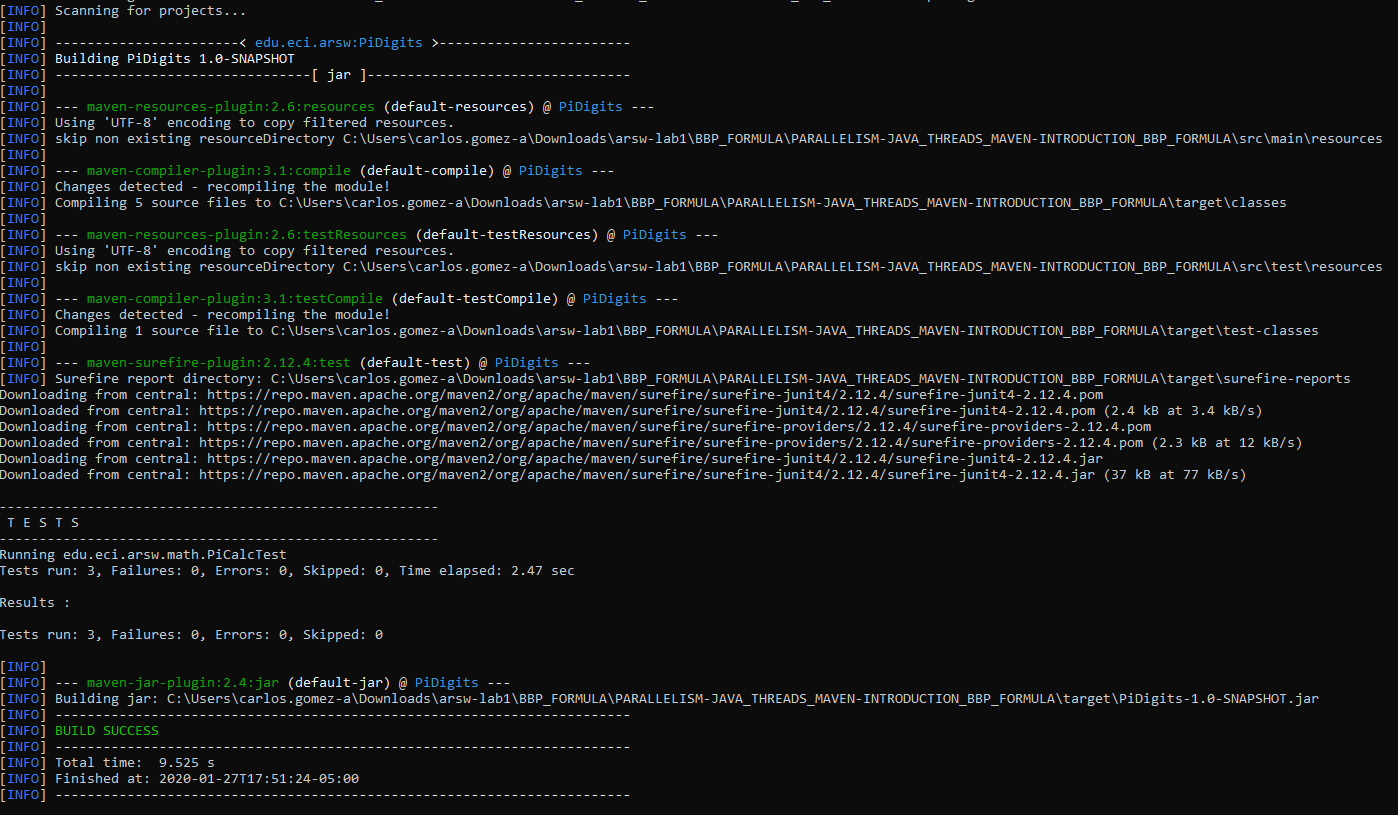 [INFO] Scanning for projects...
[INFO]
[INFO] -----------------------< edu.eci.arsw:PiDigits >------------------------
[INFO] Building PiDigits 1.0-SNAPSHOT
[INFO] --------------------------------[ jar ]---------------------------------
[INFO]
[INFO] --- maven-resources-plugin:2.6:resources (default-resources) @ PiDigits ---
[INFO] Using 'UTF-8' encoding to copy filtered resources.
[INFO] skip non existing resourceDirectory C:\Users\carlos.gomez-a\Downloads\arsw-lab1\BBP_FORMULA\PARALLELISM-JAVA_THREADS_MAVEN-INTRODUCTION_BBP_FORMULA\src\main\resources
[INFO]
[INFO] --- maven-compiler-plugin:3.1:compile (default-compile) @ PiDigits ---
[INFO] Changes detected - recompiling the module!
[INFO] Compiling 5 source files to C:\Users\carlos.gomez-a\Downloads\arsw-lab1\BBP_FORMULA\PARALLELISM-JAVA_THREADS_MAVEN-INTRODUCTION_BBP_FORMULA\target\classes
[INFO]
[INFO] --- maven-resources-plugin:2.6:testResources (default-testResources) @ PiDigits ---
[INFO] Using 'UTF-8' encoding to copy filtered resources.
[INFO] skip non existing resourceDirectory C:\Users\carlos.gomez-a\Downloads\arsw-lab1\BBP_FORMULA\PARALLELISM-JAVA_THREADS_MAVEN-INTRODUCTION_BBP_FORMULA\src\test\resources
[INFO]
[INFO] --- maven-compiler-plugin:3.1:testCompile (default-testCompile) @ PiDigits ---
[INFO] Changes detected - recompiling the module!
[INFO] Compiling 1 source file to C:\Users\carlos.gomez-a\Downloads\arsw-lab1\BBP_FORMULA\PARALLELISM-JAVA_THREADS_MAVEN-INTRODUCTION_BBP_FORMULA\target\test-classes
[INFO]
[INFO] --- maven-surefire-plugin:2.12.4:test (default-test) @ PiDigits ---
[INFO] Surefire report directory: C:\Users\carlos.gomez-a\Downloads\arsw-lab1\BBP_FORMULA\PARALLELISM-JAVA_THREADS_MAVEN-INTRODUCTION_BBP_FORMULA\target\surefire-reports
Downloading from central: https://repo.maven.apache.org/maven2/org/apache/maven/surefire/surefire-junit4/2.12.4/surefire-junit4-2.12.4.pom
Downloaded from central: https://repo.maven.apache.org/maven2/org/apache/maven/surefire/surefire-junit4/2.12.4/surefire-junit4-2.12.4.pom (2.4 kB at 3.4 kB/s)
Downloading from central: https://repo.maven.apache.org/maven2/org/apache/maven/surefire/surefire-providers/2.12.4/surefire-providers-2.12.4.pom
Downloaded from central: https://repo.maven.apache.org/maven2/org/apache/maven/surefire/surefire-providers/2.12.4/surefire-providers-2.12.4.pom (2.3 kB at 12 kB/s)
Downloading from central: https://repo.maven.apache.org/maven2/org/apache/maven/surefire/surefire-junit4/2.12.4/surefire-junit4-2.12.4.jar
Downloaded from central: https://repo.maven.apache.org/maven2/org/apache/maven/surefire/surefire-junit4/2.12.4/surefire-junit4-2.12.4.jar (37 kB at 77 kB/s)
-------------------------------------------------------
T E S T S
-------------------------------------------------------
Running edu.eci.arsw.math.PiCalcTest
Tests run: 3, Failures: 0, Errors: 0, Skipped: 0, Time elapsed: 2.47 sec
Results :
Tests run: 3, Failures: 0, Errors: 0, Skipped: 0
[INFO]
[INFO] --- maven-jar-plugin:2.4:jar (default-jar) @ PiDigits ---
[INFO] Building jar: C:\Users\carlos.gomez-a\Downloads\arsw-lab1\BBP_FORMULA\PARALLELISM-JAVA_THREADS_MAVEN-INTRODUCTION_BBP_FORMULA\target\PiDigits-1.0-SNAPSHOT.jar
[INFO] ------------------------------------------------------------------------
[INFO] BUILD SUCCESS
[INFO] ------------------------------------------------------------------------
[INFO] Total time:  9.525 s
[INFO] Finished at: 2020-01-27T17:51:24-05:00
[INFO] ------------------------------------------------------------------------